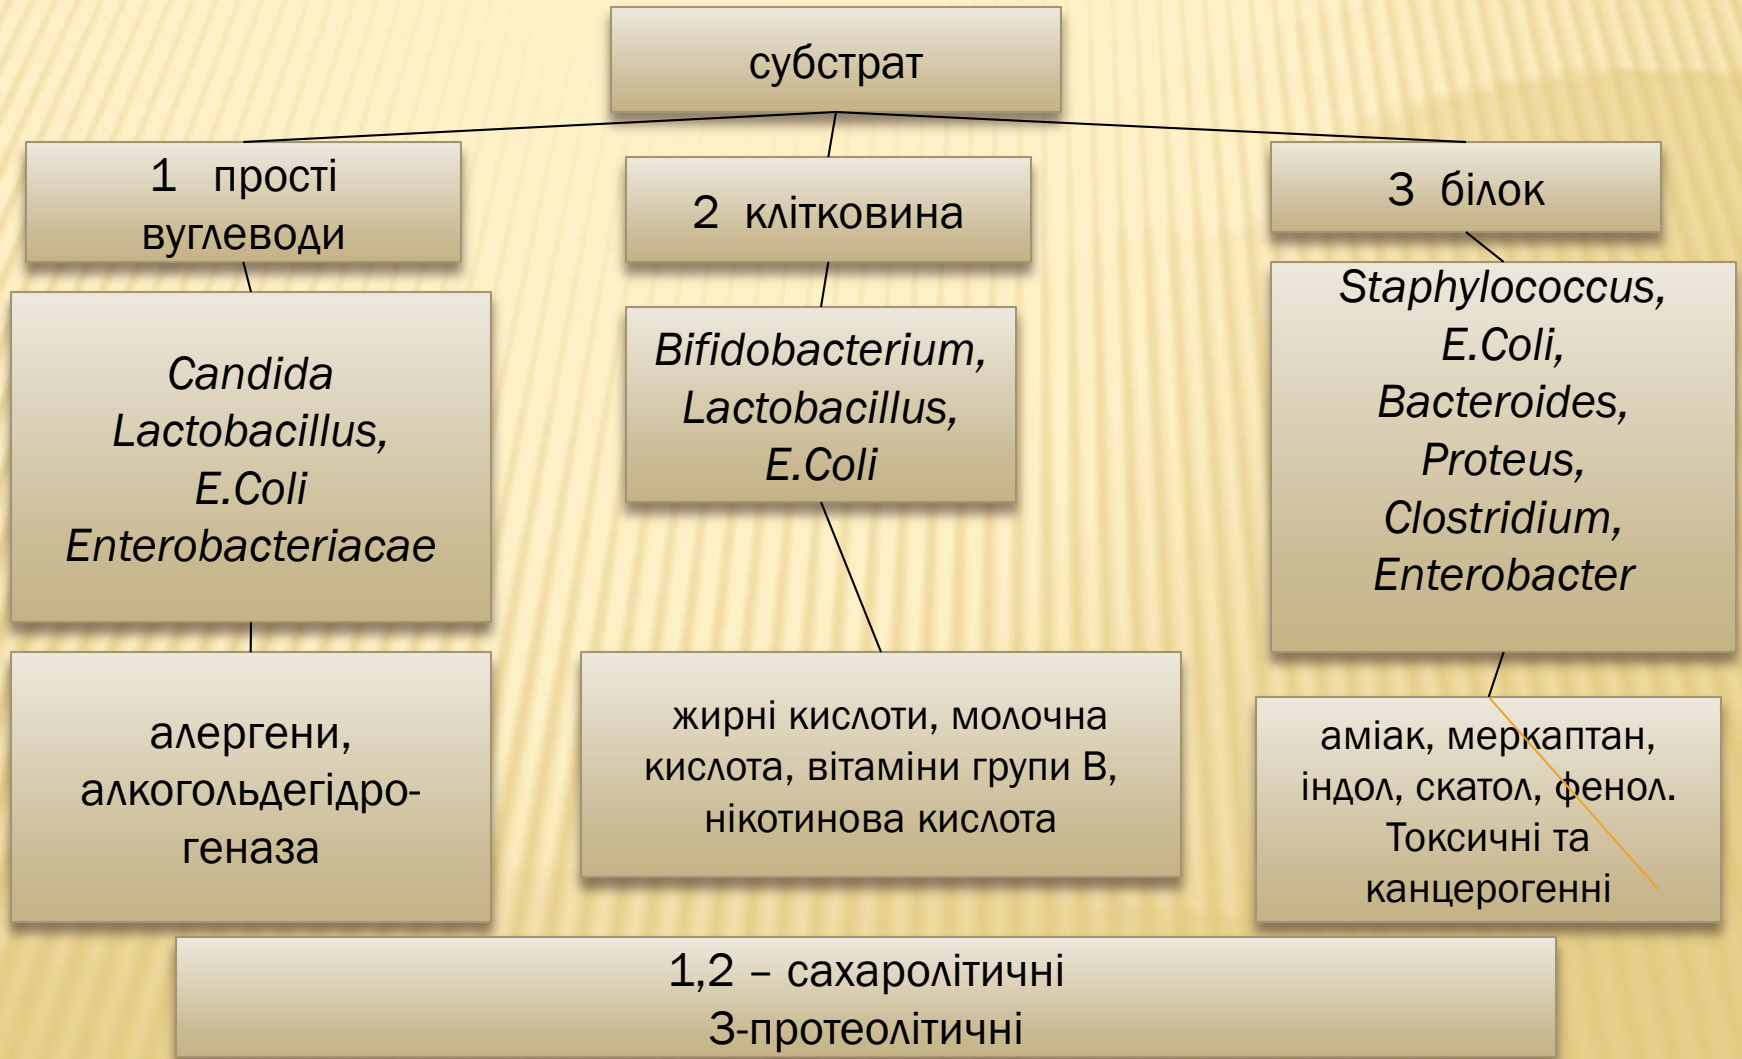 субстрат
1 прості
вуглеводи
2 клітковина
3 білок
Candida
Lactobacillus,
E.Coli
Enterobacteriacae
Bifidobacterium,
Lactobacillus,
E.Coli
Staphylococcus,
E.Coli,
Bacteroides,
Proteus,
Clostridium,
Enterobacter
алергени,
алкогольдегідро-
геназа
жирні кислоти, молочна
кислота, вітаміни групи В,
нікотинова кислота
аміак, меркаптан,
індол, скатол, фенол.
Токсичні та
канцерогенні
1,2 – сахаролітичні
3-протеолітичні